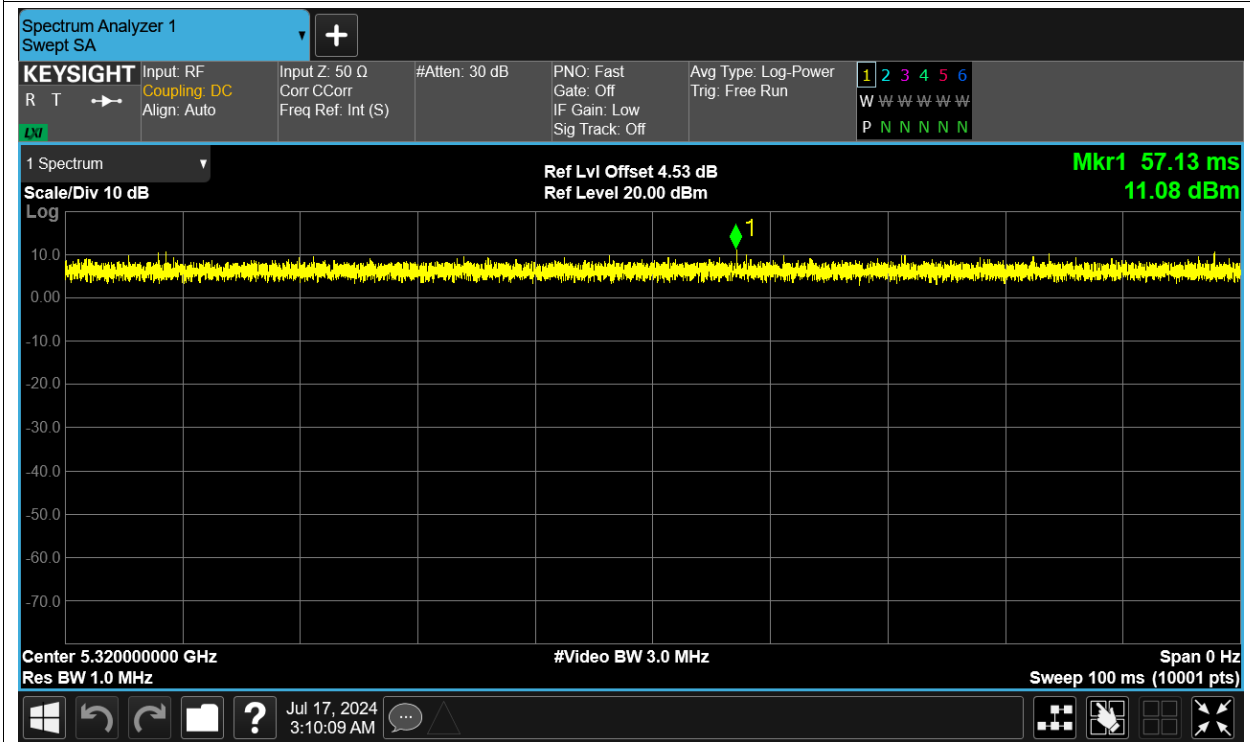 Spectrum Analyzer 1
Swept SA
+
KEYSIGHT
R T
LXI
Input: RF
Coupling: DC
Align: Auto
Input Z: 50 Ω
Corr CCorr
Freq Ref: Int (S)
#Atten: 30 dB
PNO: Fast
Gate: Off
IF Gain: Low
Sig Track: Off
Avg Type: Log-Power
Trig: Free Run
1 2 3 4 5 6
W W W W W W
P N N N N N
1 Spectrum
Scale/Div 10 dB
Log
Ref Lvl Offset 4.53 dB
Ref Level 20.00 dBm
Mkr1 57.13 ms
11.08 dBm
1
10.0
0.00
-10.0
-20.0
-30.0
-40.0
-50.0
-60.0
-70.0
Center 5.320000000 GHz
Res BW 1.0 MHz
#Video BW 3.0 MHz
Span 0 Hz
Sweep 100 ms (10001 pts)
?
Jul 17, 2024
3:10:09 AM